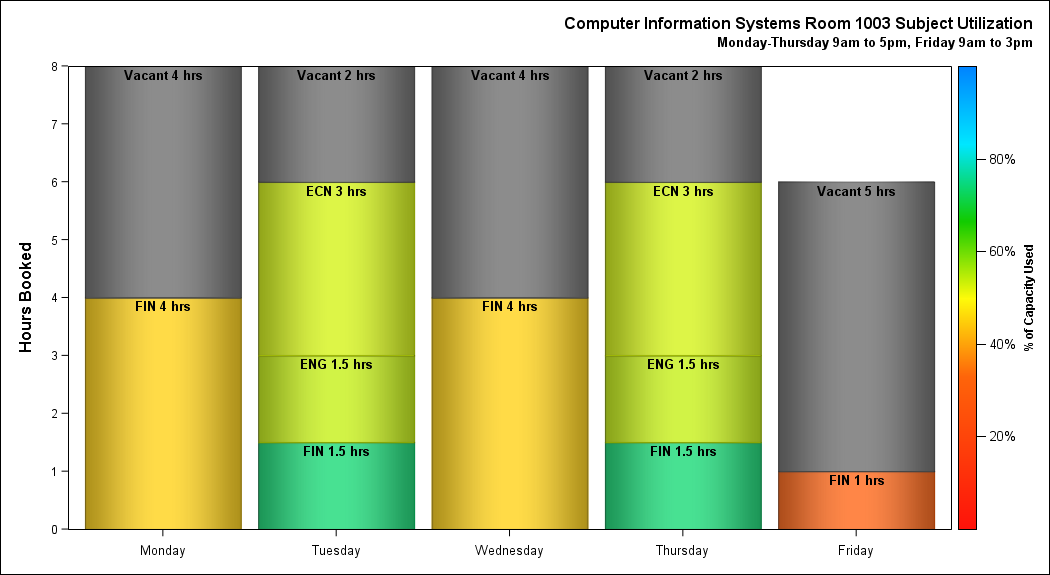 Computer Information Systems Room 1003 Subject Utilization
Monday-Thursday 9am to 5pm, Friday 9am to 3pm
Hours Booked
8
7
6
5
4
3
2
1
0
Vacant 4 hrs
FIN 4 hrs
Vacant 2 hrs
ECN 3 hrs
ENG 1.5 hrs
FIN 1.5 hrs
Vacant 4 hrs
FIN 4 hrs
Vacant 2 hrs
ECN 3 hrs
ENG 1.5 hrs
FIN 1.5 hrs
Vacant 5 hrs
FIN 1 hrs
Monday
Tuesday
Wednesday
Thursday
Friday
80%
60%
40%
20%
% of Capacity Used